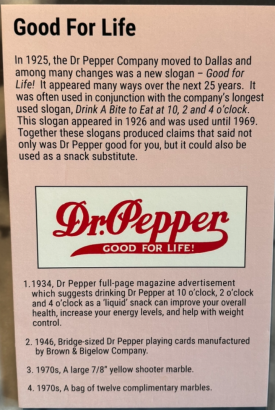 Good For Life
In 1925, the Dr Pepper Company moved to Dallas and
among many changes was a new slogan – Good for
Life! It appeared many ways over the next 25 years. It
was often used in conjunction with the company's longest
used slogan, Drink A Bite to Eat at 10, 2 and 4 o'clock.
This slogan appeared in 1926 and was used until 1969.
Together these slogans produced claims that said not
only was Dr Pepper good for you, but it could also be
used as a snack substitute.
Dr. Pepper
GOOD FOR LIFE!
1.1934, Dr Pepper full-page magazine advertisement
which suggests drinking Dr Pepper at 10 o'clock, 2 o'clock
and 4 o'clock as a 'liquid' snack can improve your overall
health, increase your energy levels, and help with weight
control.
2. 1946, Bridge-sized Dr Pepper playing cards manufactured
by Brown & Bigelow Company.
3. 1970s, A large 7/8" yellow shooter marble.
4. 1970s, A bag of twelve complimentary marbles.